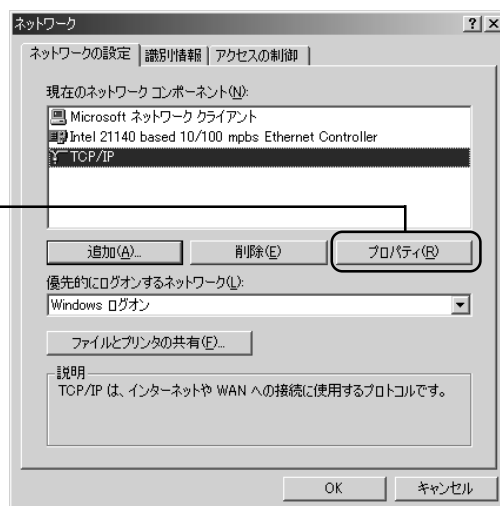 ネットワーク
ネットワークの設定 識別情報 アクセスの制御
現在のネットワーク コンポーネント(N):
Microsoft ネットワーク クライアント
Intel 21140 based 10/100 mpbs Ethernet Controller
TCP/IP
追加(A)... 削除(E) プロパティ(R)
優先的にログオンするネットワーク(L):
Windows ログオン
ファイルとプリンタの共有(F)...
説明
TCP/IP は、インターネットや WAN への接続に使用するプロトコルです。
OK キャンセル